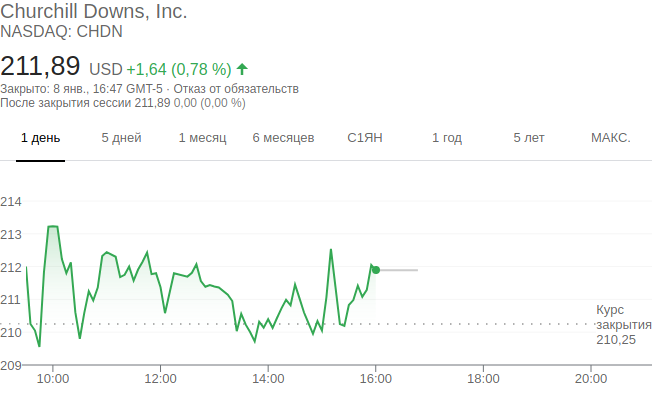 Churchill Downs, Inc.
NASDAQ: CHDN
211,89 USD +1,64 (0,78 %)
Закрыто: 8 янв., 16:47 GMT-5 · Отказ от обязательств
После закрытия сессии 211,89 0,00 (0,00 %)
1 день 5 дней 1 месяц 6 месяцев С1ЯН 1 год 5 лет МАКС.
214
213
212
211
210
209
Курс
закрытия
210,25
10:00 12:00 14:00 16:00 18:00 20:00